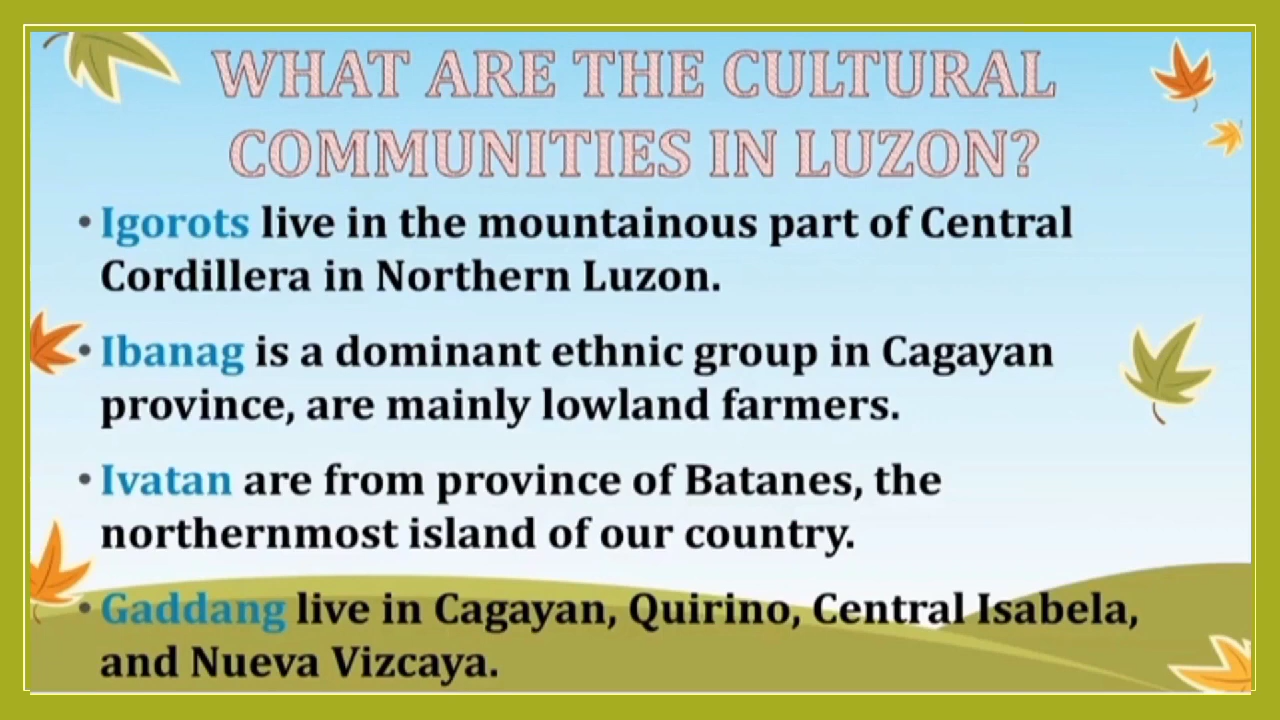 WHAT ARE THE CULTURAL
COMMUNITIES IN LUZON?
• Igorots live in the mountainous part of Central
Cordillera in Northern Luzon.
• Ibanag is a dominant ethnic group in Cagayan
province, are mainly lowland farmers.
• Ivatan are from province of Batanes, the
northernmost island of our country.
• Gaddang live in Cagayan, Quirino, Central Isabela,
and Nueva Vizcaya.